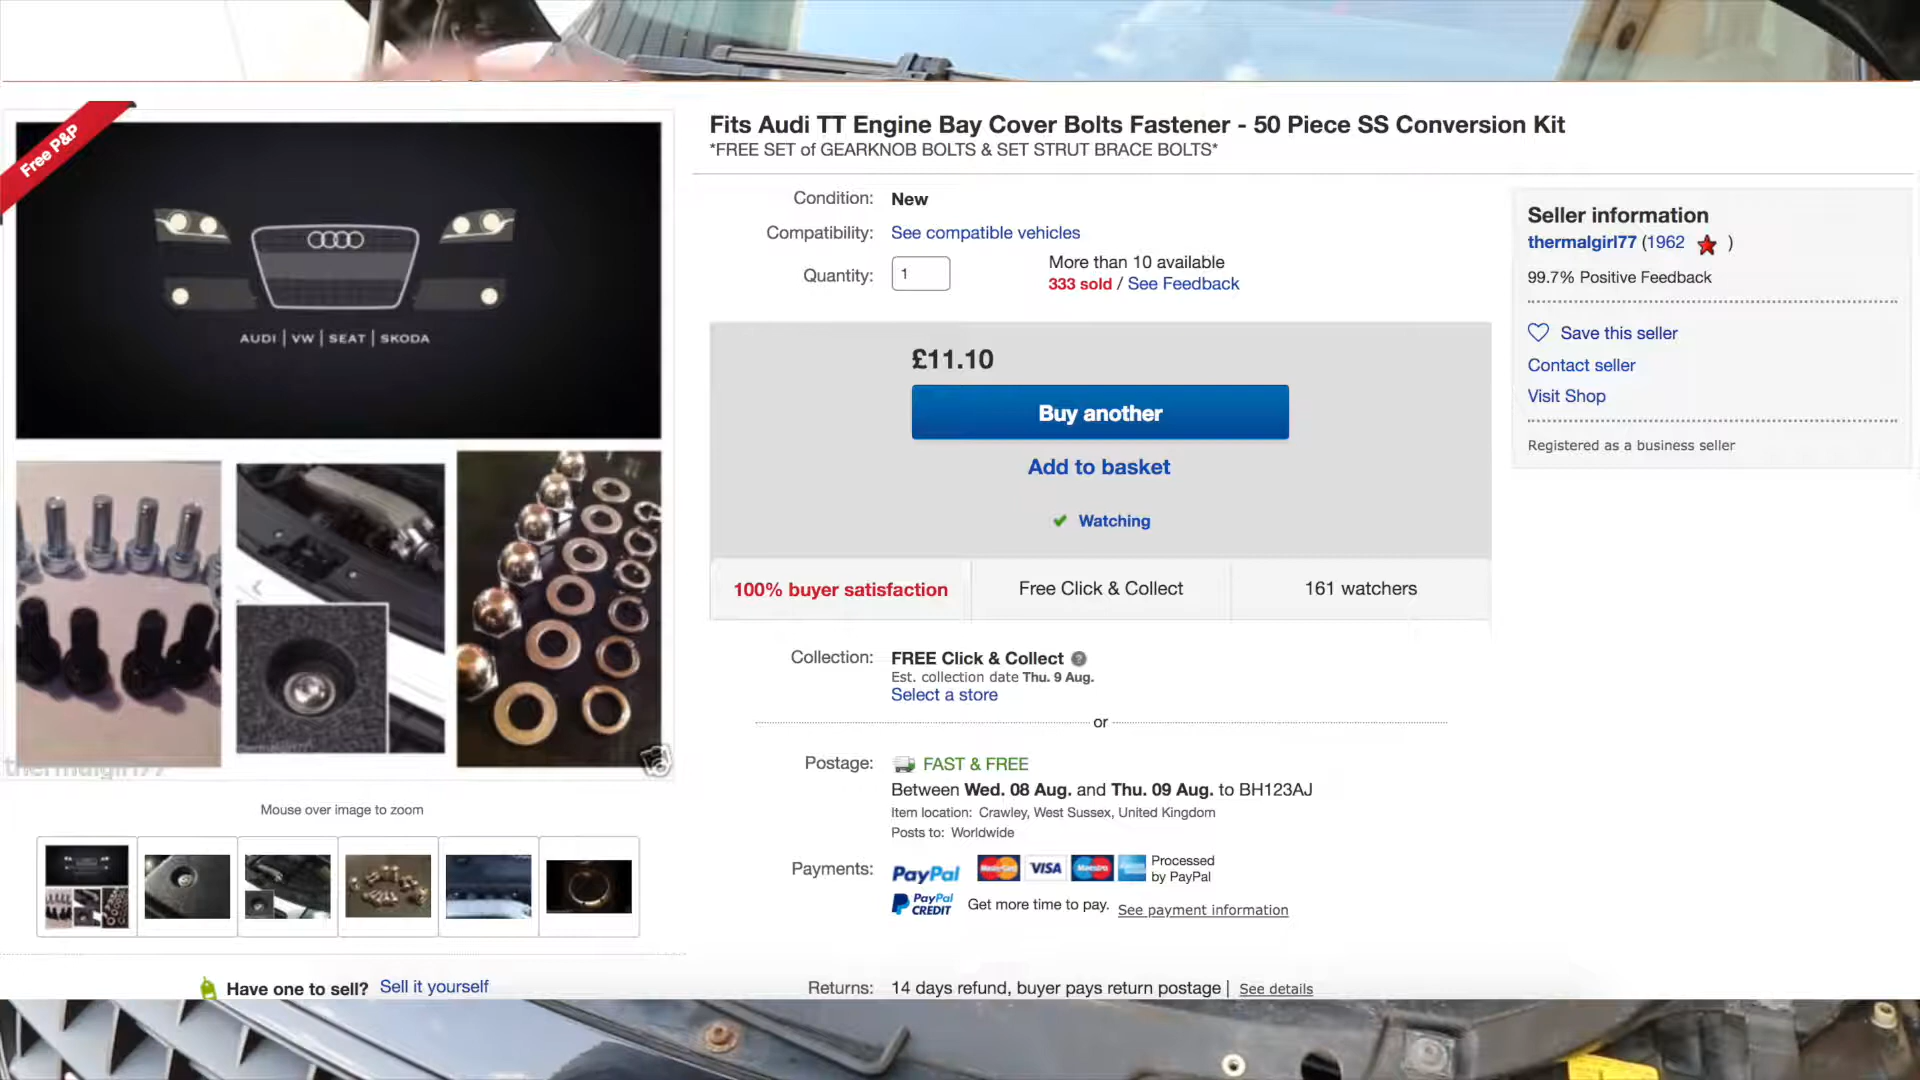 Free P&P
AUDI | VW | SEAT | SKODA
thermalgirl77
Mouse over image to zoom
Have one to sell? Sell it yourself
Fits Audi TT Engine Bay Cover Bolts Fastener - 50 Piece SS Conversion Kit
*FREE SET of GEARKNOB BOLTS & SET STRUT BRACE BOLTS*
Condition: New
Compatibility: See compatible vehicles
Quantity: 1
More than 10 available
333 sold / See Feedback
£11.10
Buy another
Add to basket
Watching
100% buyer satisfaction
Free Click & Collect
161 watchers
Collection: FREE Click & Collect ?
Est. collection date Thu. 9 Aug.
Select a store
or
Postage: FAST & FREE
Between Wed. 08 Aug. and Thu. 09 Aug. to BH123AJ
Item location: Crawley, West Sussex, United Kingdom
Posts to: Worldwide
Payments: PayPal MasterCard VISA Maestro Processed
by PayPal
PayPal
CREDIT
Get more time to pay. See payment information
Returns: 14 days refund, buyer pays return postage | See details
Seller information
thermalgirl77 (1962 )
99.7% Positive Feedback
Save this seller
Contact seller
Visit Shop
Registered as a business seller